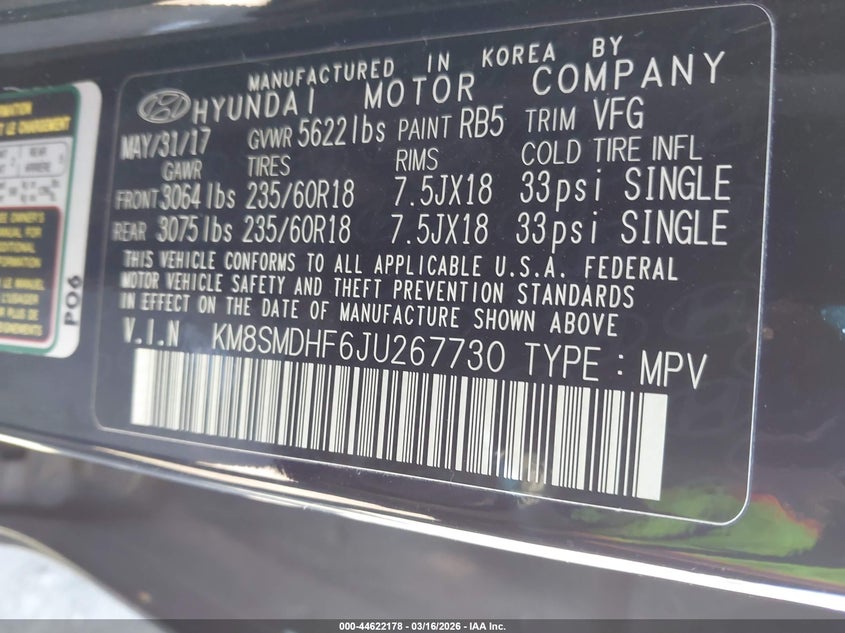 MANUFACTURED IN KOREA BY
HYUNDAI MOTOR COMPANY
MAY/31/17 GVWR 5622lbs PAINT RB5 TRIM VFG
GAWR TIRES RIMS COLD TIRE INFL
FRONT 3064lbs 235/60R18 7.5JX18 33psi SINGLE
REAR 3075lbs 235/60R18 7.5JX18 33psi SINGLE
THIS VEHICLE CONFORMS TO ALL APPLICABLE U.S.A. FEDERAL
MOTOR VEHICLE SAFETY AND THEFT PREVENTION STANDARDS
IN EFFECT ON THE DATE OF MANUFACTURE SHOWN ABOVE
V.I.N KM8SMDHF6JU267730 TYPE : MPV
P06
000-44622178 - 03/16/2026 - IAA Inc.